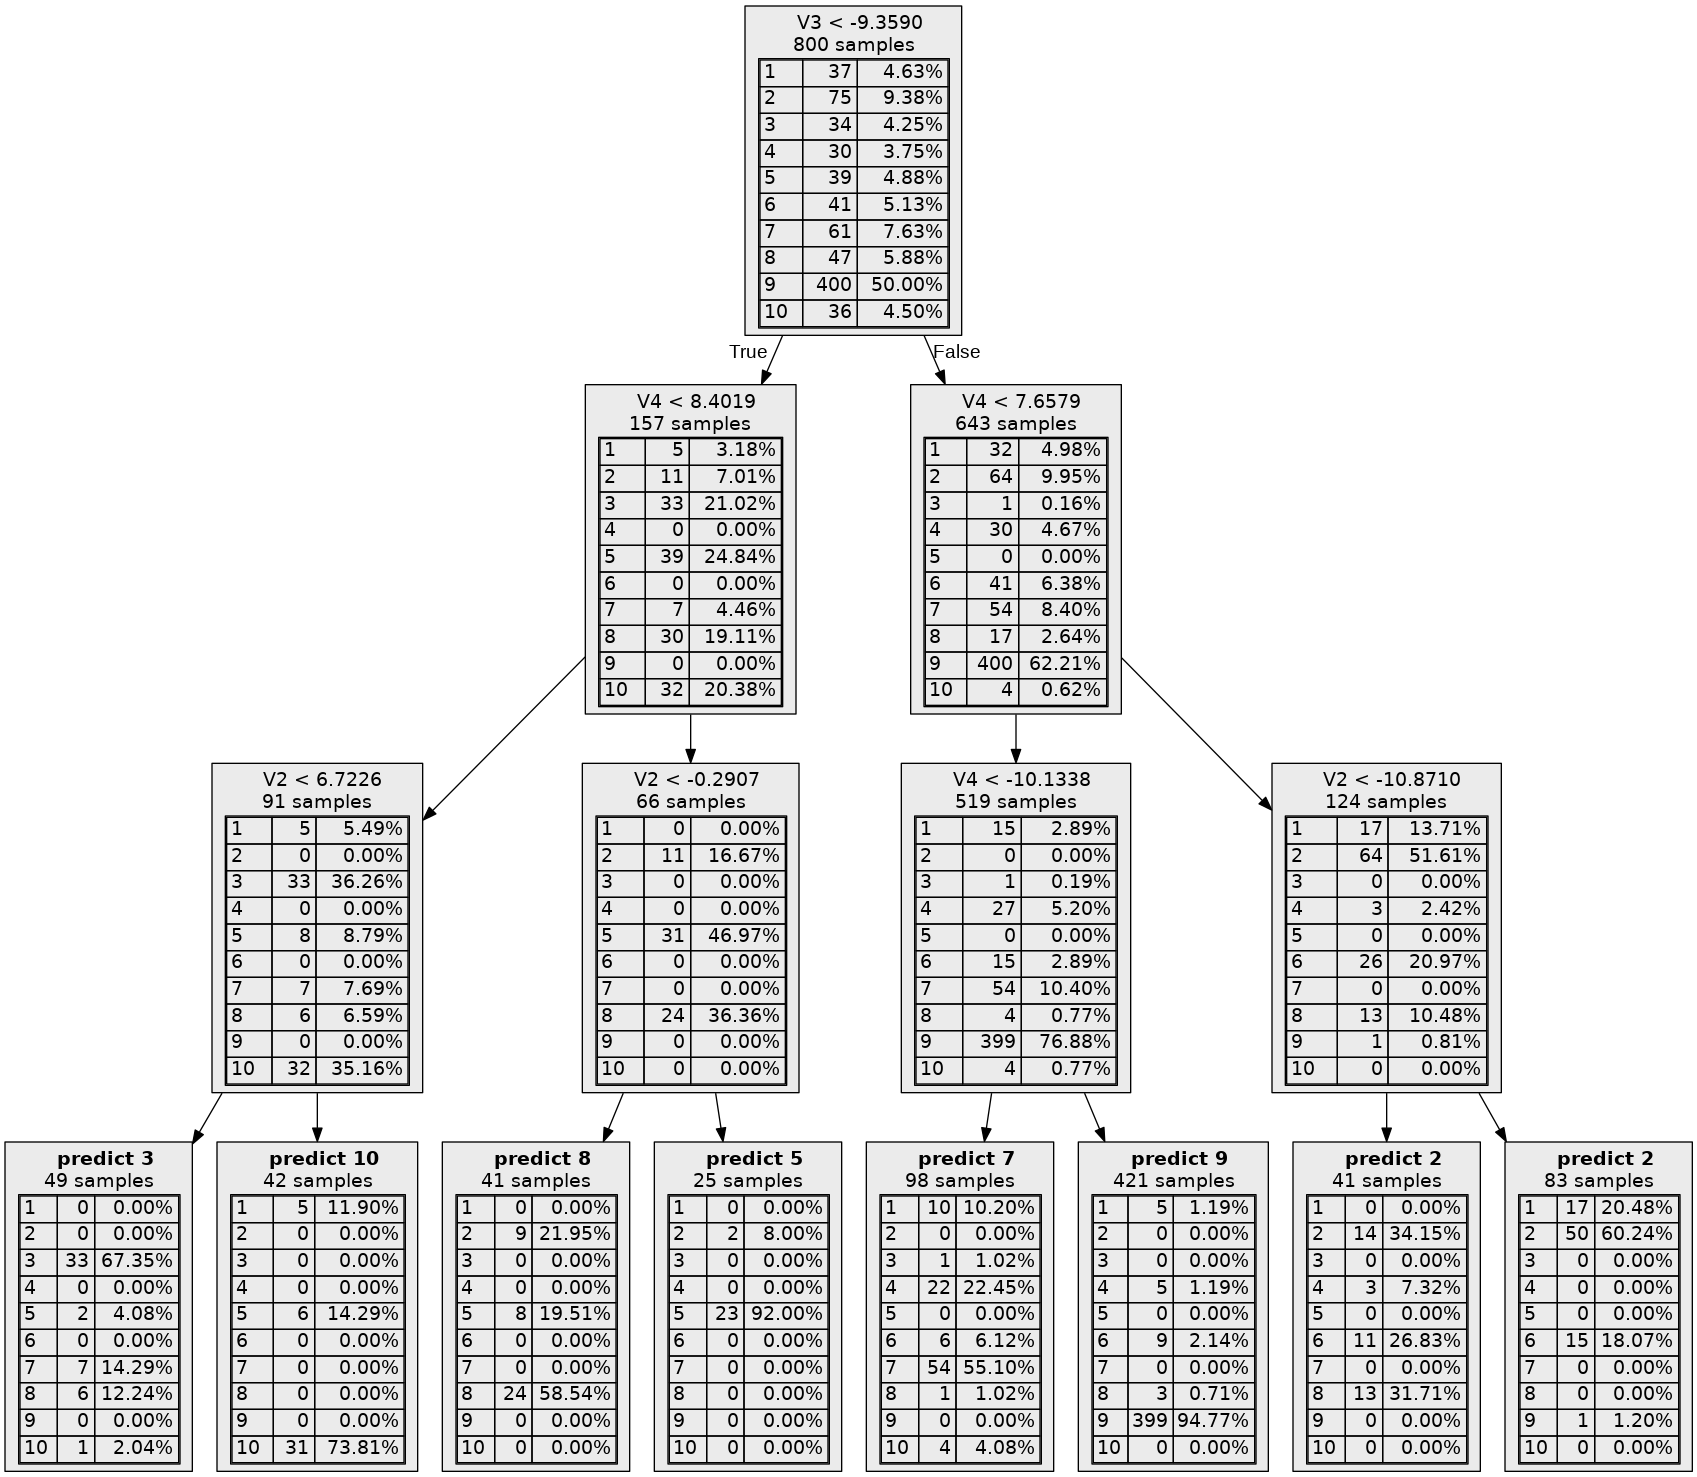 V3 < -9.3590
800 samples
1 37 4.63%
2 75 9.38%
3 34 4.25%
4 30 3.75%
5 39 4.88%
6 41 5.13%
7 61 7.63%
8 47 5.88%
9 400 50.00%
10 36 4.50%
True
False
V4 < 8.4019
157 samples
1 5 3.18%
2 11 7.01%
3 33 21.02%
4 0 0.00%
5 39 24.84%
6 0 0.00%
7 7 4.46%
8 30 19.11%
9 0 0.00%
10 32 20.38%
V4 < 7.6579
643 samples
1 32 4.98%
2 64 9.95%
3 1 0.16%
4 30 4.67%
5 0 0.00%
6 41 6.38%
7 54 8.40%
8 17 2.64%
9 400 62.21%
10 4 0.62%
V2 < 6.7226
91 samples
1 5 5.49%
2 0 0.00%
3 33 36.26%
4 0 0.00%
5 8 8.79%
6 0 0.00%
7 7 7.69%
8 6 6.59%
9 0 0.00%
10 32 35.16%
V2 < -0.2907
66 samples
1 0 0.00%
2 11 16.67%
3 0 0.00%
4 0 0.00%
5 31 46.97%
6 0 0.00%
7 0 0.00%
8 24 36.36%
9 0 0.00%
10 0 0.00%
V4 < -10.1338
519 samples
1 15 2.89%
2 0 0.00%
3 1 0.19%
4 27 5.20%
5 0 0.00%
6 15 2.89%
7 54 10.40%
8 4 0.77%
9 399 76.88%
10 4 0.77%
V2 < -10.8710
124 samples
1 17 13.71%
2 64 51.61%
3 0 0.00%
4 3 2.42%
5 0 0.00%
6 26 20.97%
7 0 0.00%
8 13 10.48%
9 1 0.81%
10 0 0.00%
predict 3
49 samples
1 0 0.00%
2 0 0.00%
3 33 67.35%
4 0 0.00%
5 2 4.08%
6 0 0.00%
7 7 14.29%
8 6 12.24%
9 0 0.00%
10 1 2.04%
predict 10
42 samples
1 5 11.90%
2 0 0.00%
3 0 0.00%
4 0 0.00%
5 6 14.29%
6 0 0.00%
7 0 0.00%
8 0 0.00%
9 0 0.00%
10 31 73.81%
predict 8
41 samples
1 0 0.00%
2 9 21.95%
3 0 0.00%
4 0 0.00%
5 8 19.51%
6 0 0.00%
7 0 0.00%
8 24 58.54%
9 0 0.00%
10 0 0.00%
predict 5
25 samples
1 0 0.00%
2 2 8.00%
3 0 0.00%
4 0 0.00%
5 23 92.00%
6 0 0.00%
7 0 0.00%
8 0 0.00%
9 0 0.00%
10 0 0.00%
predict 7
98 samples
1 10 10.20%
2 0 0.00%
3 1 1.02%
4 22 22.45%
5 0 0.00%
6 6 6.12%
7 54 55.10%
8 1 1.02%
9 0 0.00%
10 4 4.08%
predict 9
421 samples
1 5 1.19%
2 0 0.00%
3 0 0.00%
4 5 1.19%
5 0 0.00%
6 9 2.14%
7 0 0.00%
8 3 0.71%
9 399 94.77%
10 0 0.00%
predict 2
41 samples
1 0 0.00%
2 14 34.15%
3 0 0.00%
4 3 7.32%
5 0 0.00%
6 11 26.83%
7 0 0.00%
8 13 31.71%
9 0 0.00%
10 0 0.00%
predict 2
83 samples
1 17 20.48%
2 50 60.24%
3 0 0.00%
4 0 0.00%
5 0 0.00%
6 15 18.07%
7 0 0.00%
8 0 0.00%
9 1 1.20%
10 0 0.00%